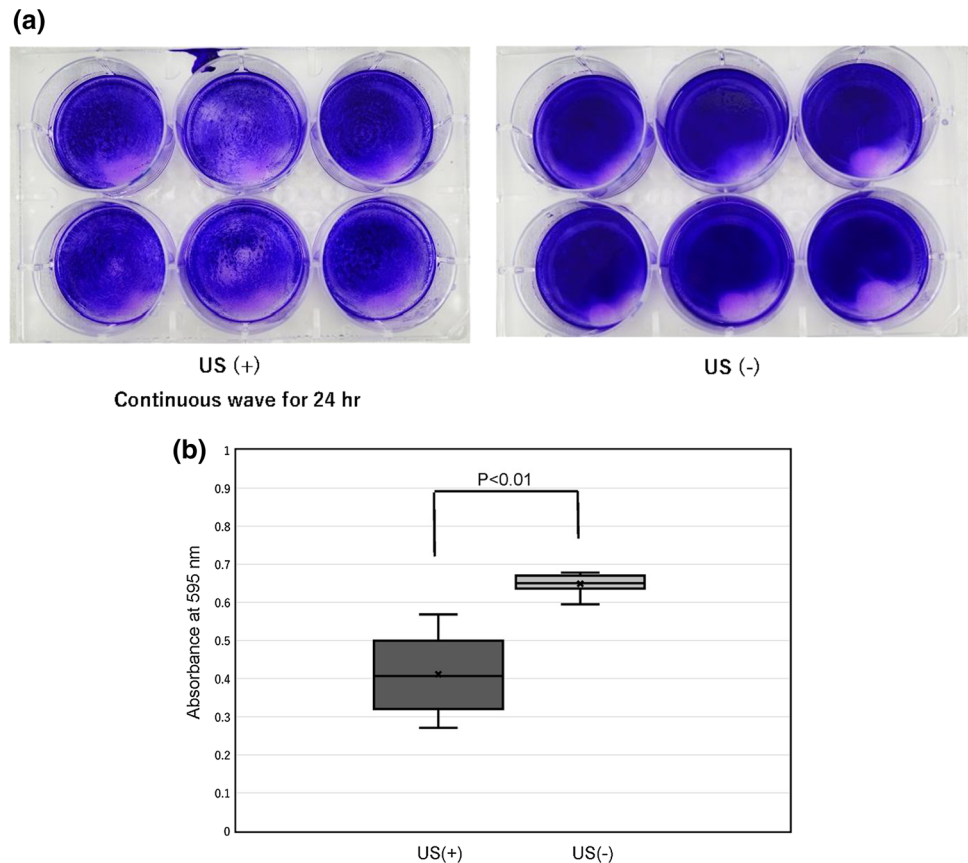 (a)
US (+)
US (-)
Continuous wave for 24 hr
(b)
1
0.9
0.8
0.7
0.6
0.5
0.4
0.3
0.2
0.1
0
Absorbance at 595 nm
P<0.01
US(+)
US(-)